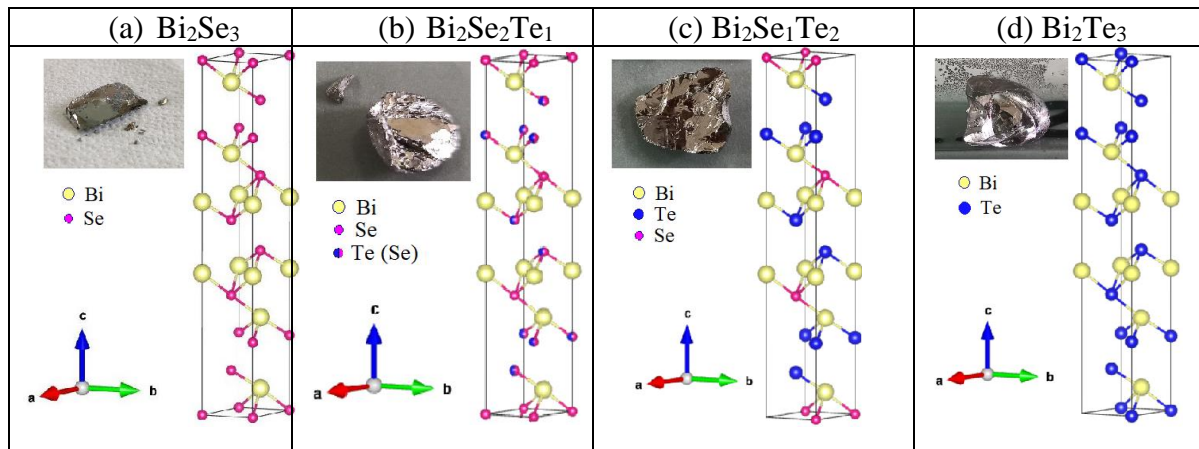 (a) Bi₂Se₃
(b) Bi₂Se₂Te₁
(c) Bi₂Se₁Te₂
(d) Bi₂Te₃
Bi
Se
c
a
b
Bi
Se
Te (Se)
c
a
b
Bi
Te
Se
c
a
b
Bi
Te
c
a
b